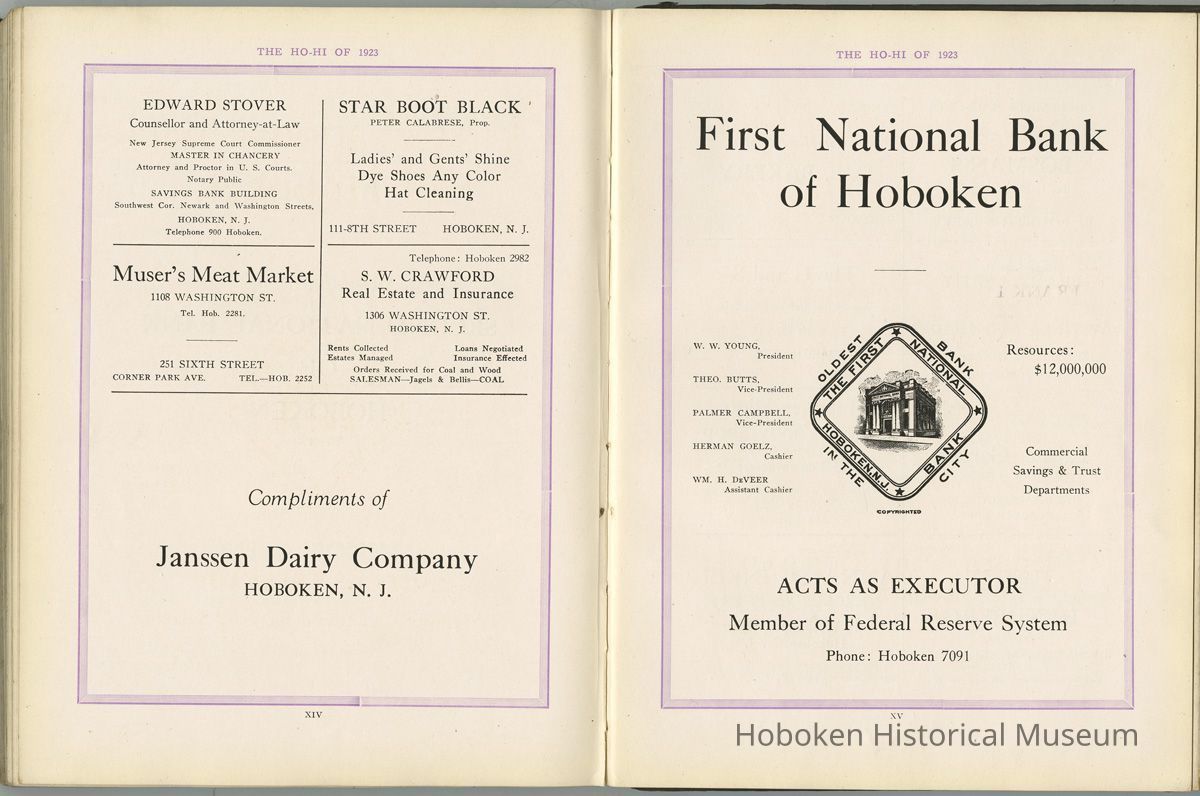 THE HO-HI OF 1923
EDWARD STOVER
Counsellor and Attorney-at-Law
New Jersey Supreme Court Commissioner
MASTER IN CHANCERY
Attorney and Proctor in U. S. Courts.
Notary Public
SAVINGS BANK BUILDING
Southwest Cor. Newark and Washington Streets,
HOBOKEN, N. J.
Telephone 900 Hoboken.
STAR BOOT BLACK
PETER CALABRESE, Prop.
Ladies' and Gents' Shine
Dye Shoes Any Color
Hat Cleaning
111-8TH STREET HOBOKEN, N. J.
Muser's Meat Market
1108 WASHINGTON ST.
Tel. Hob. 2281.
251 SIXTH STREET
CORNER PARK AVE. TEL.—HOB. 2252
Telephone: Hoboken 2982
S. W. CRAWFORD
Real Estate and Insurance
1306 WASHINGTON ST.
HOBOKEN, N. J.
Rents Collected Loans Negotiated
Estates Managed Insurance Effected
Orders Received for Coal and Wood
SALESMAN—Jagels & Bellis—COAL
Compliments of
Janssen Dairy Company
HOBOKEN, N. J.
XIV
THE HO-HI OF 1923
First National Bank
of Hoboken
W. W. YOUNG,
President
THEO. BUTTS,
Vice-President
PALMER CAMPBELL,
Vice-President
HERMAN GOELZ,
Cashier
WM. H. DeVEER
Assistant Cashier
OLDEST
BANK
IN THE
CITY
THE FIRST
NATIONAL
BANK
HOBOKEN, N.J.
COPYRIGHTED
Resources:
$12,000,000
Commercial
Savings & Trust
Departments
ACTS AS EXECUTOR
Member of Federal Reserve System
Phone: Hoboken 7091
XV
Hoboken Historical Museum